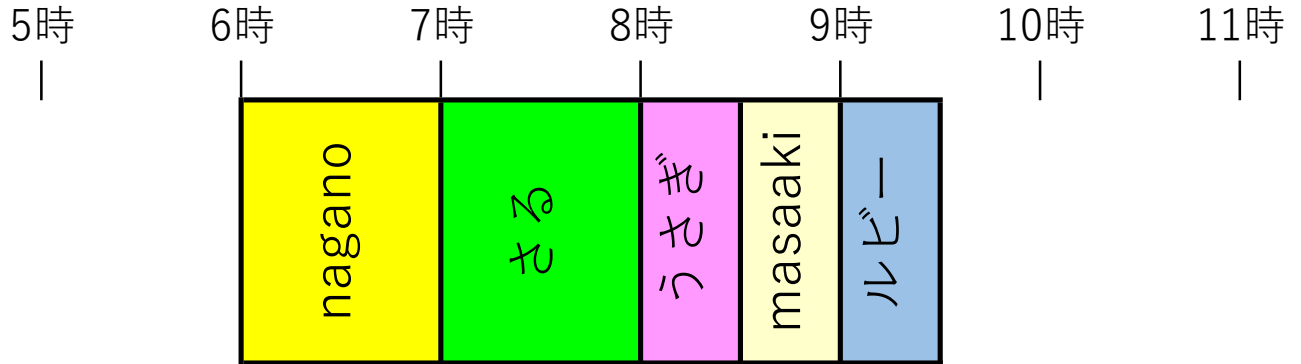 5時 6時 7時 8時 9時 10時 11時
nagano
さる
うさぎ
masaaki
ルビー